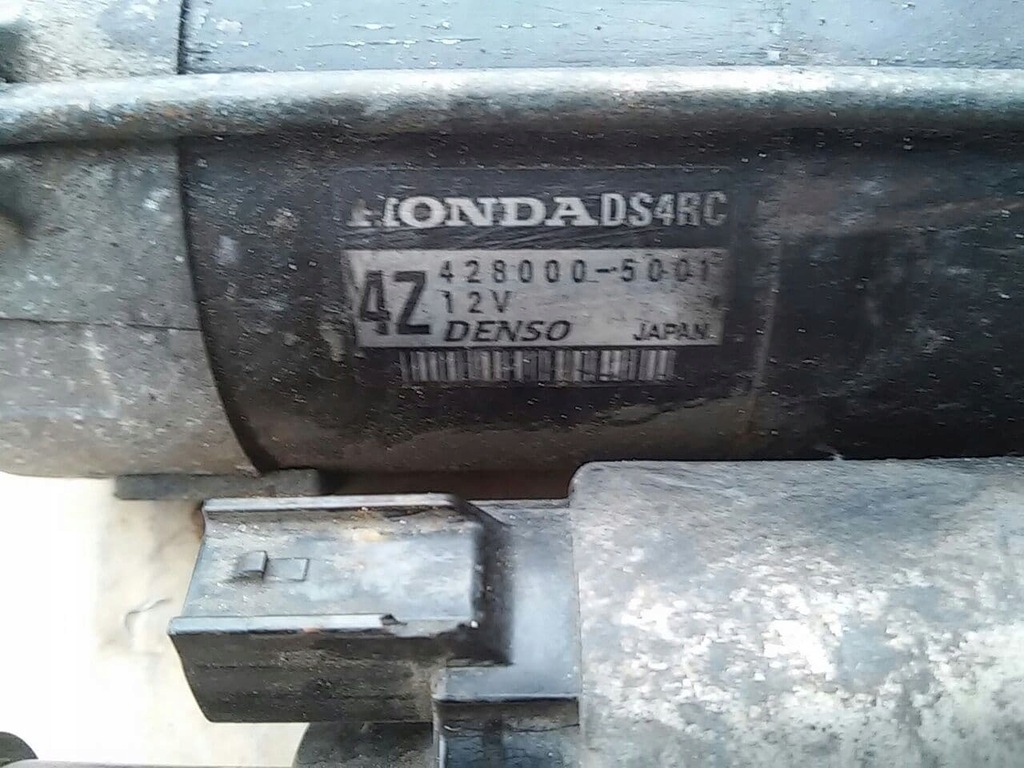 HONDA DS4RC
4Z 428000-5001
12V
DENSO JAPAN